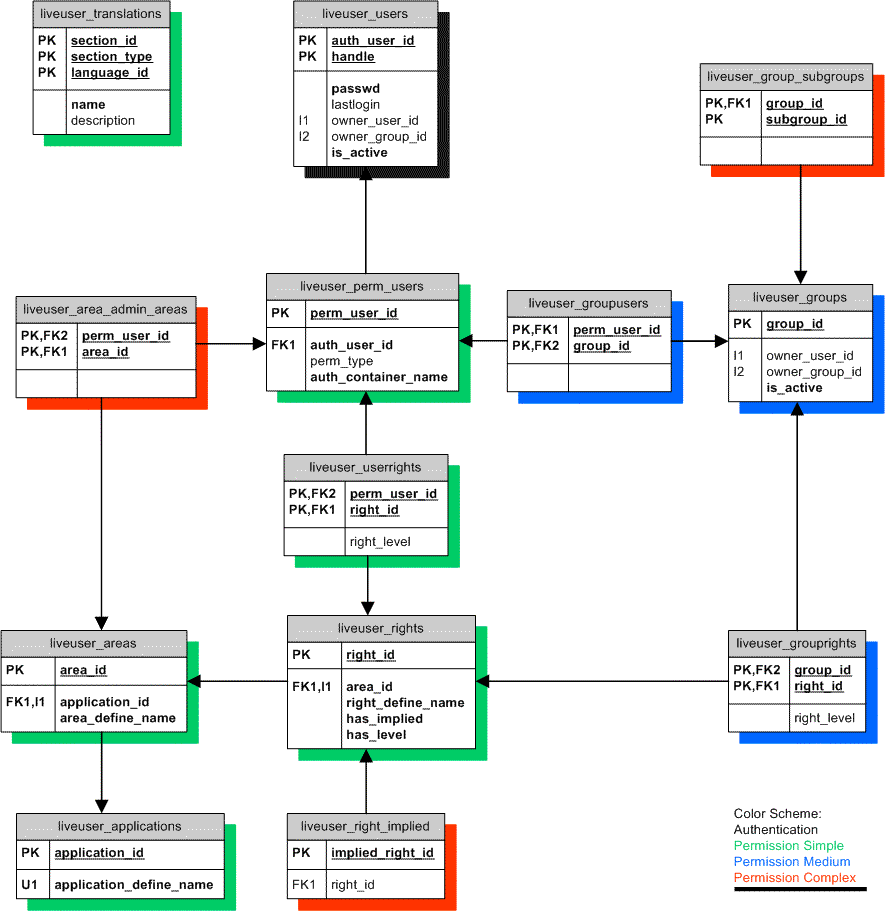 liveuser_translations
PK section_id
PK section_type
PK language_id
name
description
liveuser_users
PK auth_user_id
PK handle
passwd
lastlogin
I1 owner_user_id
I2 owner_group_id
is_active
liveuser_group_subgroups
PK,FK1 group_id
PK subgroup_id
liveuser_area_admin_areas
PK,FK2 perm_user_id
PK,FK1 area_id
liveuser_perm_users
PK perm_user_id
FK1 auth_user_id
perm_type
auth_container_name
liveuser_groupusers
PK,FK1 perm_user_id
PK,FK2 group_id
liveuser_groups
PK group_id
I1 owner_user_id
I2 owner_group_id
is_active
liveuser_userrights
PK,FK2 perm_user_id
PK,FK1 right_id
right_level
liveuser_areas
PK area_id
FK1,I1 application_id
area_define_name
liveuser_rights
PK right_id
FK1,I1 area_id
right_define_name
has_implied
has_level
liveuser_grouprights
PK,FK2 group_id
PK,FK1 right_id
right_level
liveuser_applications
PK application_id
U1 application_define_name
liveuser_right_implied
PK implied_right_id
FK1 right_id
Color Scheme:
Authentication
Permission Simple
Permission Medium
Permission Complex